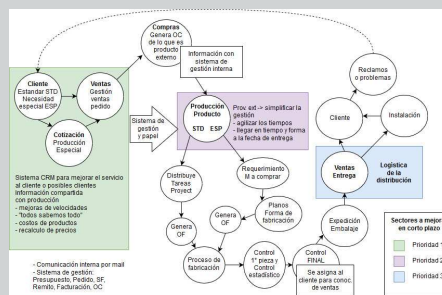 Compras
Genera OC
de lo que es
producto
externo
Información con
sistema de
gestión interna
Cliente
Estandar STD
Necesidad
especial ESP
Ventas
Gestión
ventas
pedido
Cotización
Producción
Especial
Sistema de
gestión
y papel
Producción
Producto
STD ESP
Prov ext -> simplificar la
gestión
- agilizar los tiempos
- llegar en tiempo y forma
a la fecha de entrega
Reclamos
o problemas
Cliente
Instalación
Ventas
Entrega
Logística
de la
distribución
Sistema CRM para mejorar el servicio
al cliente o posibles clientes
Información compartida
con producción
- mejoras de velocidades
- "todos sabemos todo"
- costos de productos
- recalculo de precios
Distribuye
Tareas
Proyect
Requerimiento
M a comprar
Genera
OF
Genera
OF
Planos
Forma de
fabricación
Proceso de
fabricación
Control
1° pieza y
Control
estadístico
Control
FINAL
Se asigna al
cliente para conoc.
de ventas
Expedición
Embalaje
- Comunicación interna por mail
- Sistema de gestión:
Presupuesto, Pedido, SF,
Remito, Facturación, OC
Sectores a mejorar
en corto plazo
Prioridad 1
Prioridad 2
Prioridad 3